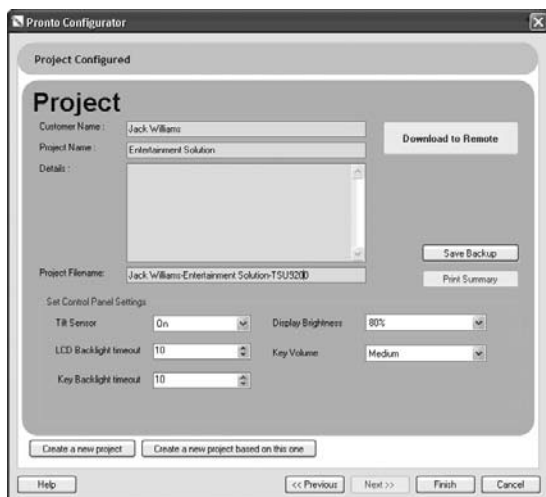 Pronto Configurator
Project Configured
Project
Customer Name : Jack Williams
Download to Remote
Project Name : Entertainment Solution
Details :
Save Backup
Project Filename: Jack Williams-Entertainment Solution-TSU9200
Print Summary
Set Control Panel Settings
Tilt Sensor On Display Brightness 80%
LCD Backlight timeout 10 Key Volume Medium
Key Backlight timeout 10
Create a new project Create a new project based on this one
Help << Previous Next >> Finish Cancel